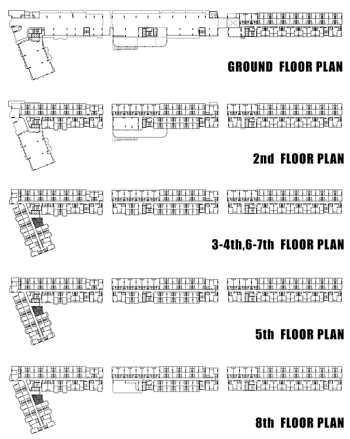 GROUND FLOOR PLAN
2nd FLOOR PLAN
3-4th,6-7th FLOOR PLAN
5th FLOOR PLAN
8th FLOOR PLAN